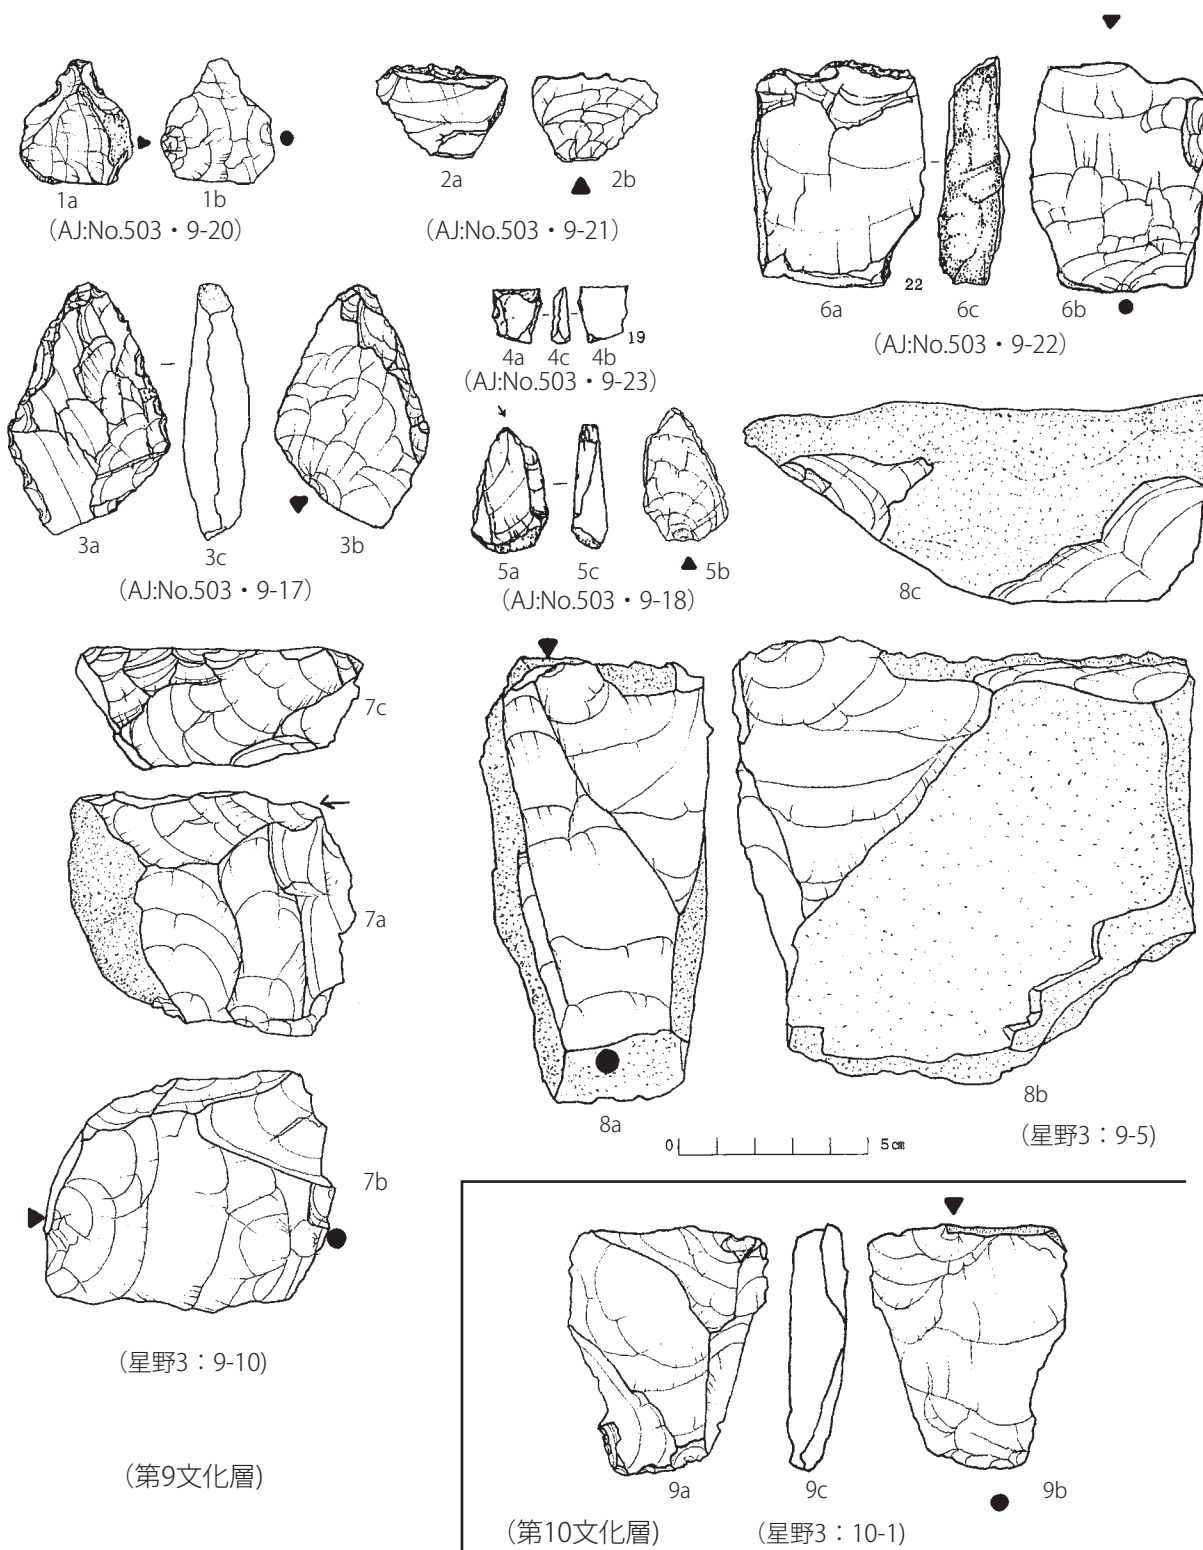 1a
1b
(AJ:No.503・9-20)
2a
2b
(AJ:No.503・9-21)
22
6a
6c
6b
(AJ:No.503・9-22)
3a
3c
3b
(AJ:No.503・9-17)
19
4a
4c
4b
(AJ:No.503・9-23)
5a
5c
5b
(AJ:No.503・9-18)
8c
7c
7a
7b
(星野3：9-10)
8a
8b
(星野3：9-5)
0
5cm
(第9文化層)
9a
9c
9b
(第10文化層)
(星野3：10-1)